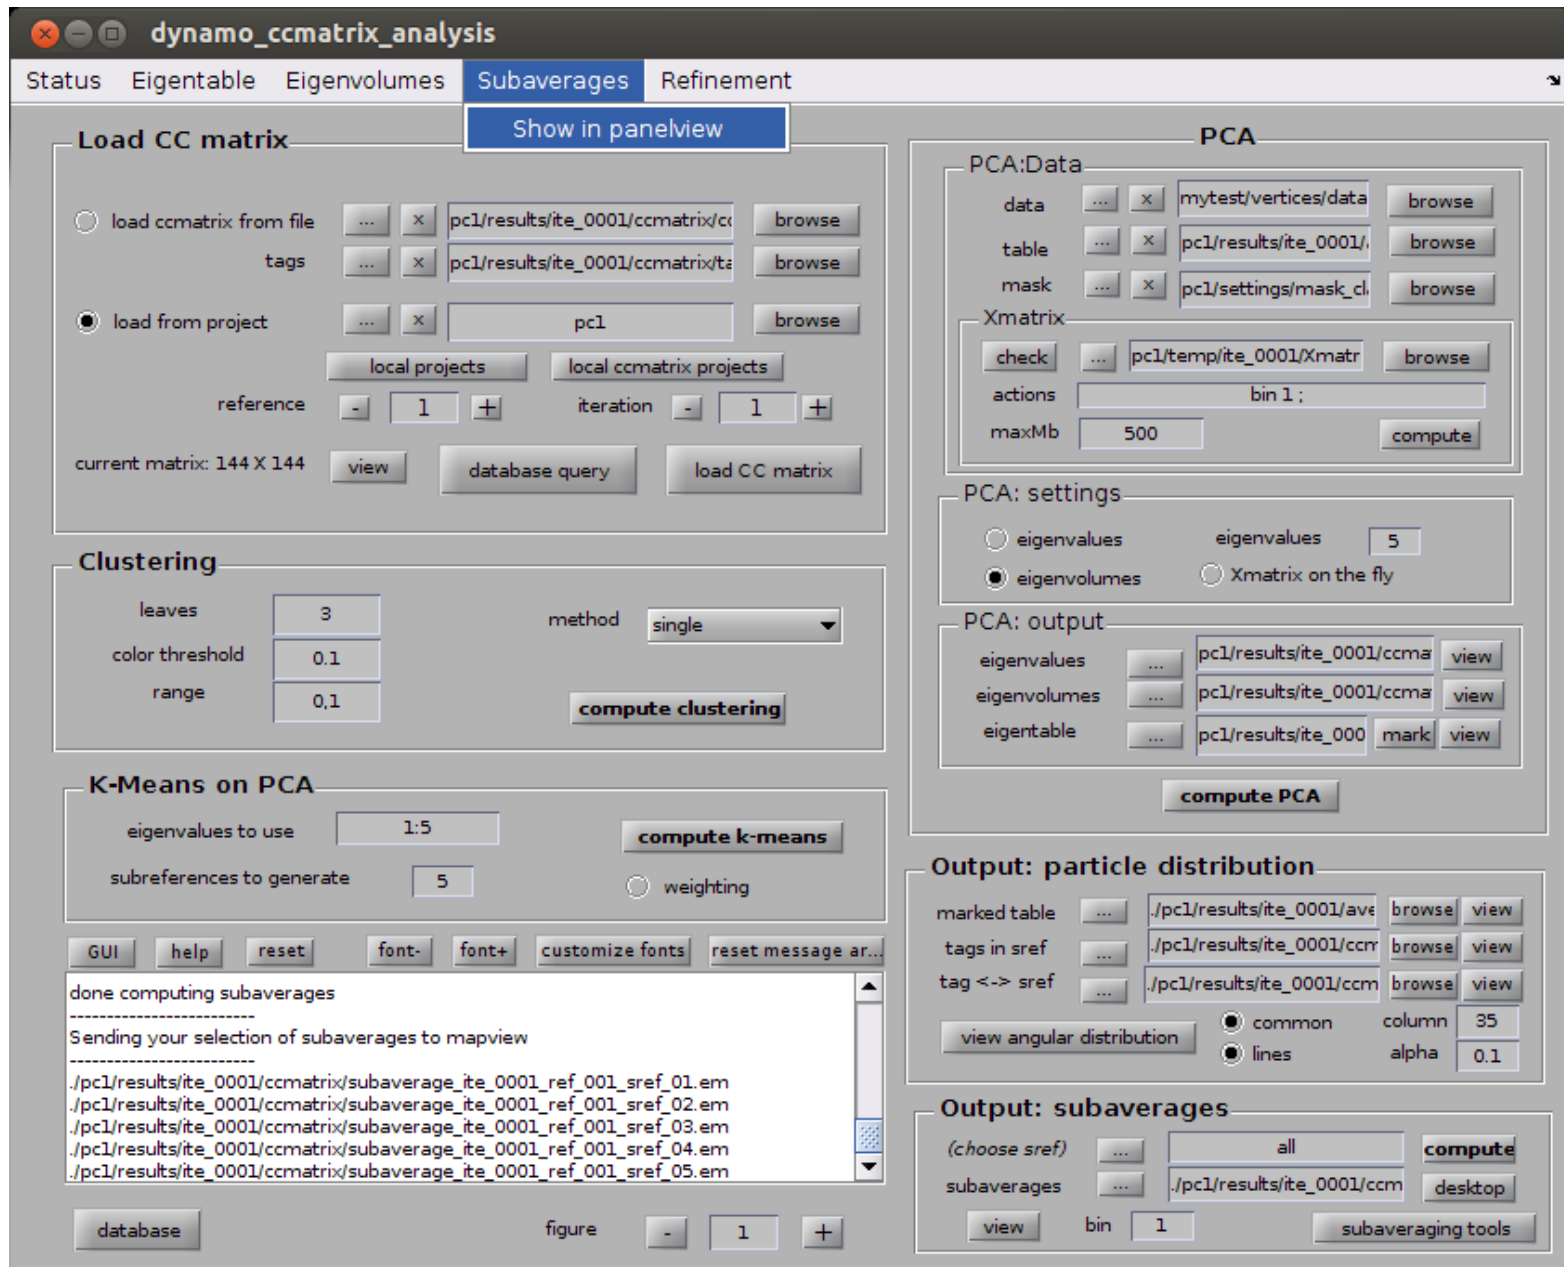 dynamo_ccmatrix_analysis
Status Eigentable Eigenvolumes Subaverages Refinement
Show in panelview
Load CC matrix
load ccmatrix from file ... x pc1/results/ite_0001/ccmatrix/cc browse
tags ... x pc1/results/ite_0001/ccmatrix/ta browse
load from project ... x pc1 browse
local projects local ccmatrix projects
reference - 1 + iteration - 1 +
current matrix: 144 X 144 view database query load CC matrix
Clustering
leaves 3 method single
color threshold 0.1
range 0,1 compute clustering
K-Means on PCA
eigenvalues to use 1:5 compute k-means
subreferences to generate 5 weighting
GUI help reset font- font+ customize fonts reset message ar...
done computing subaverages
-------------------------
Sending your selection of subaverages to mapview
-------------------------
./pc1/results/ite_0001/ccmatrix/subaverage_ite_0001_ref_001_sref_01.em
./pc1/results/ite_0001/ccmatrix/subaverage_ite_0001_ref_001_sref_02.em
./pc1/results/ite_0001/ccmatrix/subaverage_ite_0001_ref_001_sref_03.em
./pc1/results/ite_0001/ccmatrix/subaverage_ite_0001_ref_001_sref_04.em
./pc1/results/ite_0001/ccmatrix/subaverage_ite_0001_ref_001_sref_05.em
database figure - 1 +
PCA
PCA:Data
data ... x mytest/vertices/data browse
table ... x pc1/results/ite_0001/ browse
mask ... x pc1/settings/mask_cl browse
Xmatrix
check ... pc1/temp/ite_0001/Xmatr browse
actions bin 1 ;
maxMb 500 compute
PCA: settings
eigenvalues eigenvalues 5
eigenvolumes Xmatrix on the fly
PCA: output
eigenvalues ... pc1/results/ite_0001/ccma view
eigenvolumes ... pc1/results/ite_0001/ccma view
eigentable ... pc1/results/ite_000 mark view
compute PCA
Output: particle distribution
marked table ... ./pc1/results/ite_0001/ave browse view
tags in sref ... ./pc1/results/ite_0001/ccm browse view
tag <-> sref ... ./pc1/results/ite_0001/ccm browse view
view angular distribution common column 35
lines alpha 0.1
Output: subaverages
(choose sref) ... all compute
subaverages ... ./pc1/results/ite_0001/ccm desktop
view bin 1 subaveraging tools